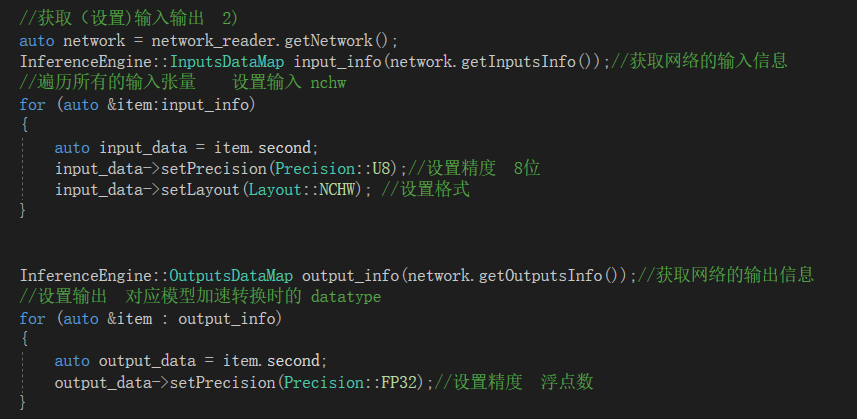 //获取（设置)输入输出  2)
auto network = network_reader.getNetwork();
InferenceEngine::InputsDataMap input_info(network.getInputsInfo());//获取网络的输入信息
//遍历所有的输入张量    设置输入 nchw
for (auto &item:input_info)
{
    auto input_data = item.second;
    input_data->setPrecision(Precision::U8);//设置精度  8位
    input_data->setLayout(Layout::NCHW); //设置格式
}
InferenceEngine::OutputsDataMap output_info(network.getOutputsInfo());//获取网络的输出信息
//设置输出  对应模型加速转换时的 datatype
for (auto &item : output_info)
{
    auto output_data = item.second;
    output_data->setPrecision(Precision::FP32);//设置精度  浮点数
}